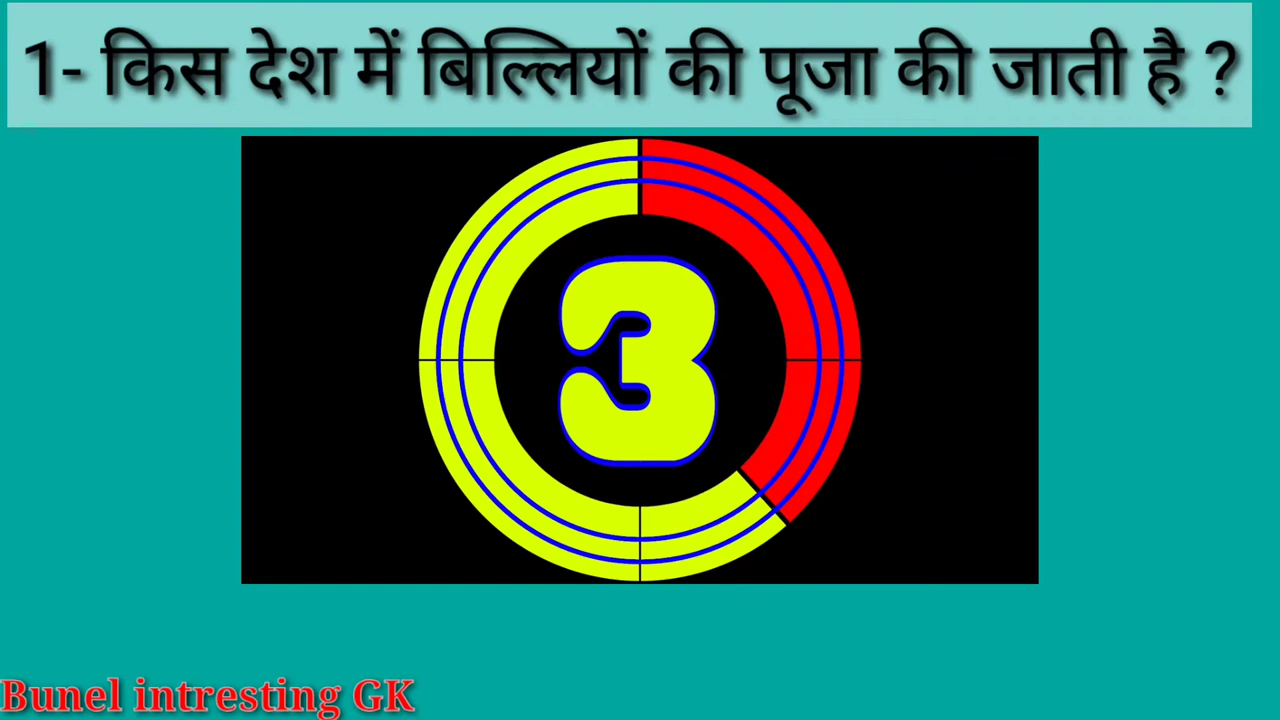 1- किस देश में बिल्लियों की पूजा की जाती है ?
3
Bunel intresting GK